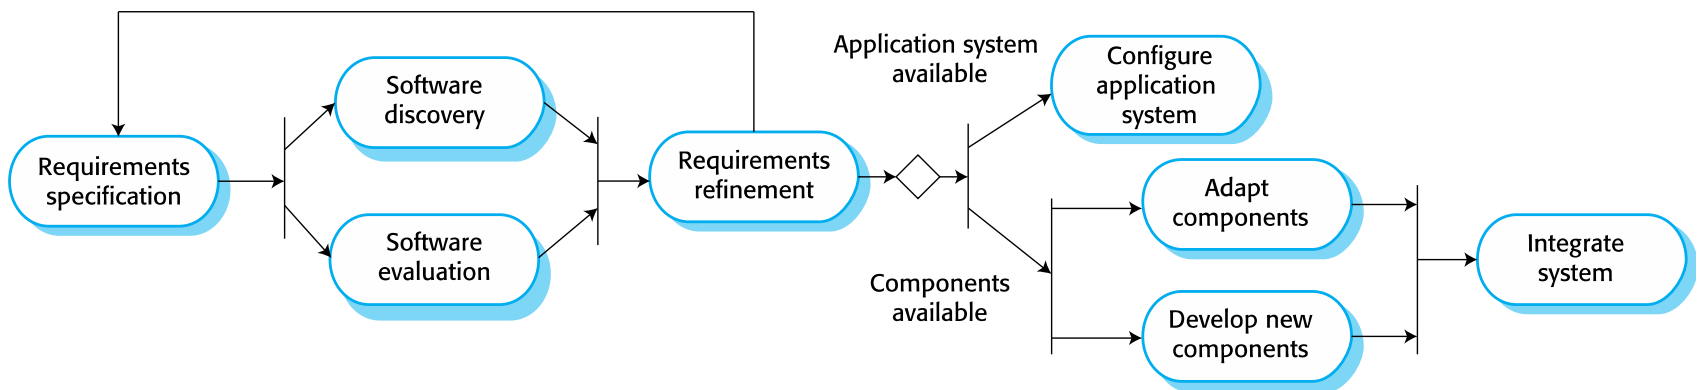 Requirements
specification
Software
discovery
Software
evaluation
Requirements
refinement
Application system
available
Configure
application
system
Components
available
Adapt
components
Develop new
components
Integrate
system